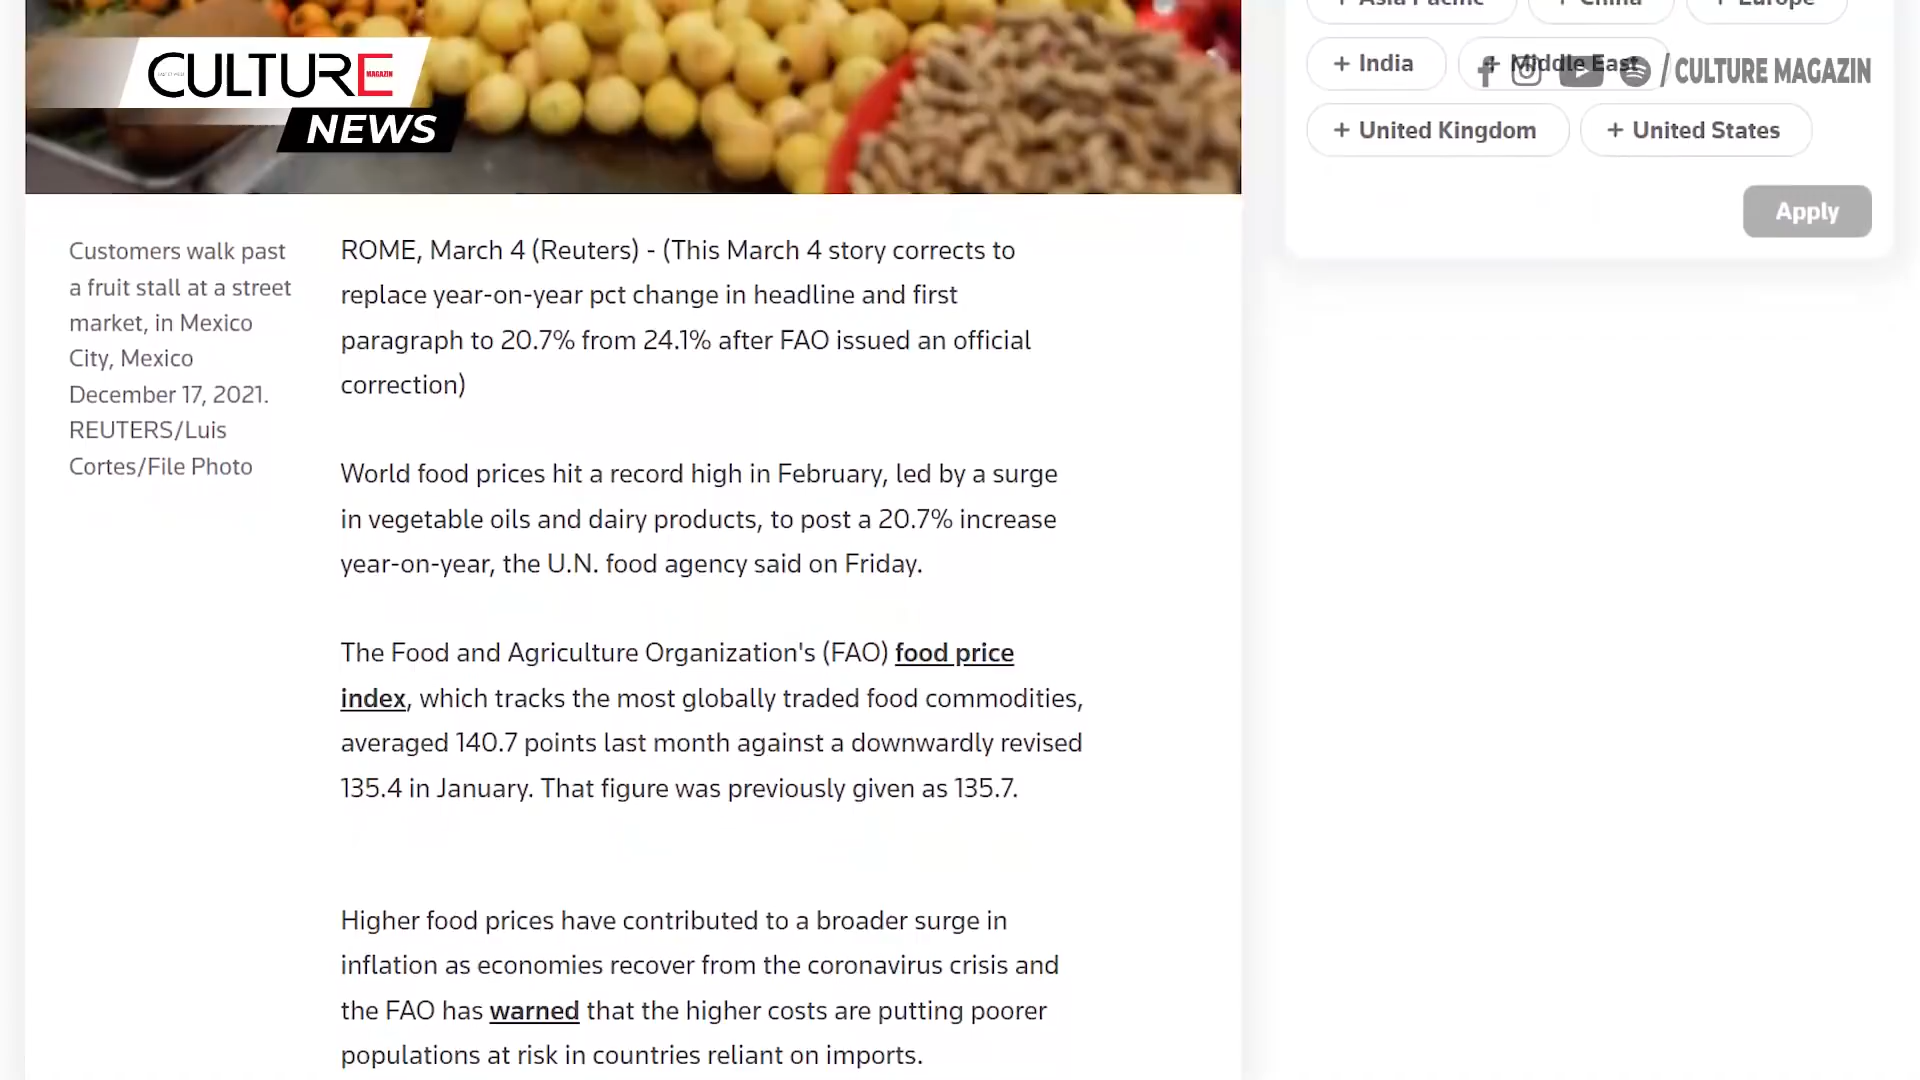 + Asia Pacific
+ China
+ Europe
CULTURE
MAGAZIN
NEWS
+ India
+ Middle East
/ CULTURE MAGAZIN
+ United Kingdom
+ United States
Apply
Customers walk past
a fruit stall at a street
market, in Mexico
City, Mexico
December 17, 2021.
REUTERS/Luis
Cortes/File Photo
ROME, March 4 (Reuters) - (This March 4 story corrects to
replace year-on-year pct change in headline and first
paragraph to 20.7% from 24.1% after FAO issued an official
correction)
World food prices hit a record high in February, led by a surge
in vegetable oils and dairy products, to post a 20.7% increase
year-on-year, the U.N. food agency said on Friday.
The Food and Agriculture Organization's (FAO) food price
index, which tracks the most globally traded food commodities,
averaged 140.7 points last month against a downwardly revised
135.4 in January. That figure was previously given as 135.7.
Higher food prices have contributed to a broader surge in
inflation as economies recover from the coronavirus crisis and
the FAO has warned that the higher costs are putting poorer
populations at risk in countries reliant on imports.